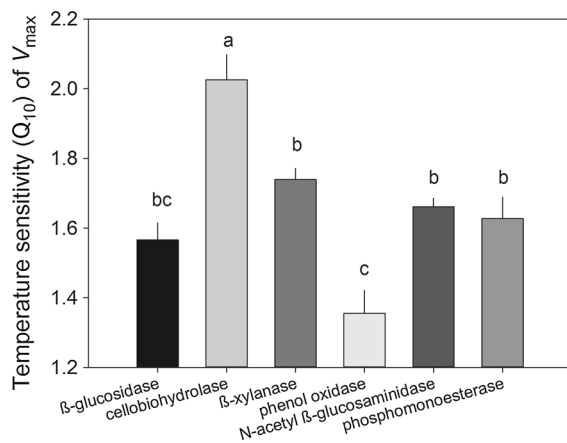 Temperature sensitivity (Q10) of Vmax
2.2
2.0
1.8
1.6
1.4
1.2
bc
a
b
c
b
b
ß-glucosidase
cellobiohydrolase
ß-xylanase
phenol oxidase
N-acetyl ß-glucosaminidase
phosphomonoesterase